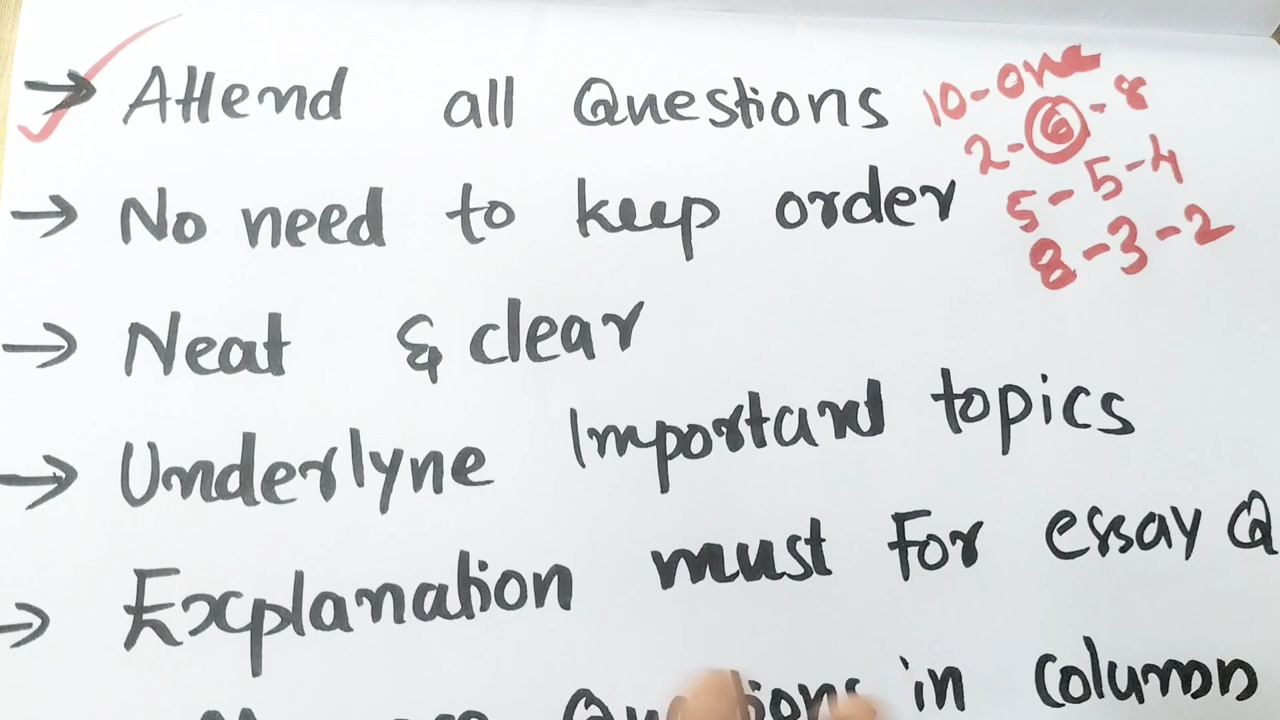 → Attend all Questions
10-one
2-6-8
5-5-4
8-3-2
→ No need to keep order
→ Neat & clear
→ Underlyne Important topics
→ Explanation must For essay Q
in column